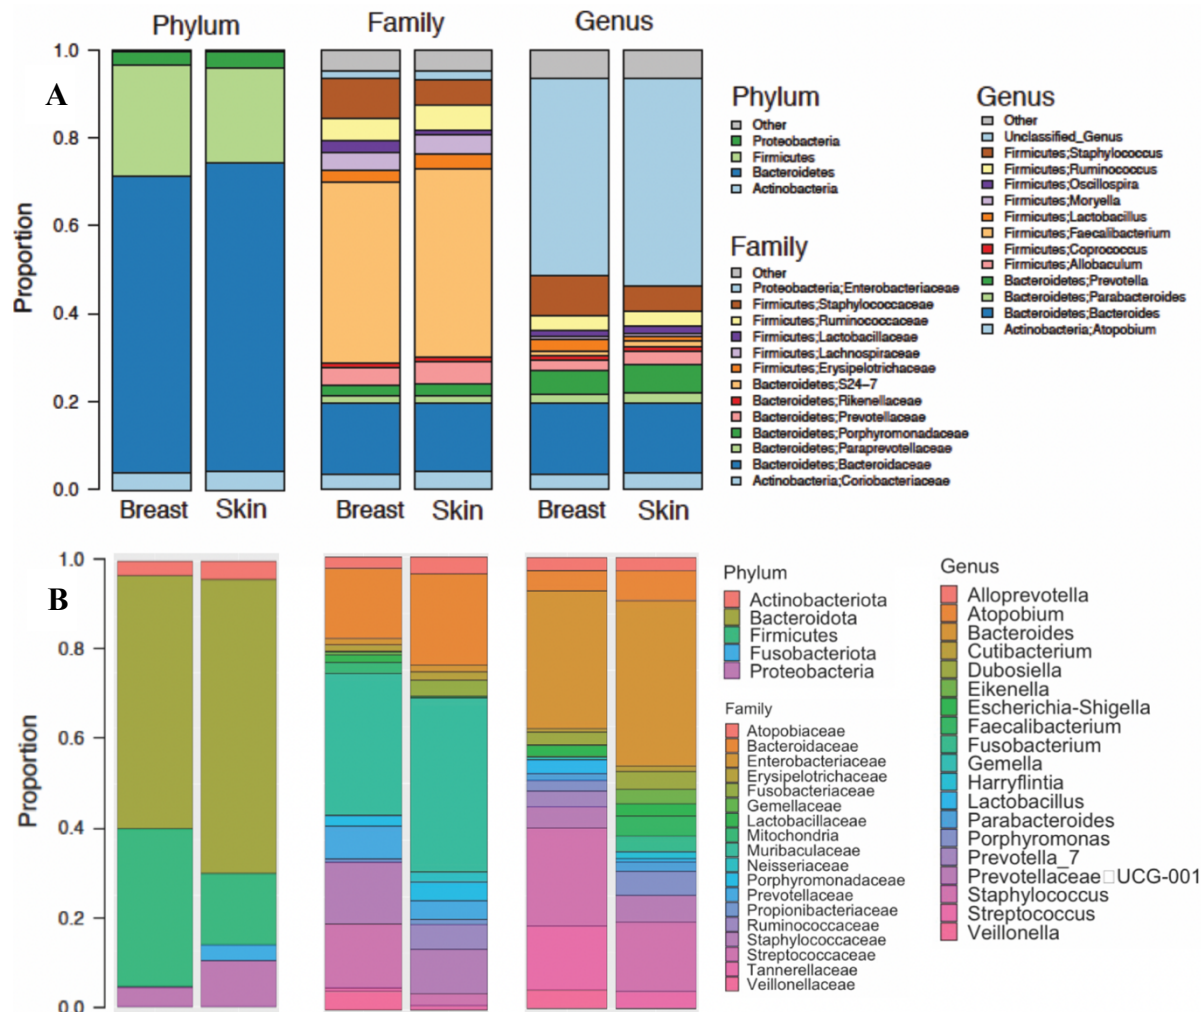 Phylum
Family
Genus
A
1.0
0.8
0.6
0.4
0.2
0.0
Proportion
Breast Skin
Breast Skin
Breast Skin
Phylum
Other
Proteobacteria
Firmicutes
Bacteroidetes
Actinobacteria
Family
Other
Proteobacteria;Enterobacteriaceae
Firmicutes;Staphylococcaceae
Firmicutes;Ruminococcaceae
Firmicutes;Lactobacillaceae
Firmicutes;Lachnospiraceae
Firmicutes;Erysipelotrichaceae
Bacteroidetes;S24-7
Bacteroidetes;Rikenellaceae
Bacteroidetes;Prevotellaceae
Bacteroidetes;Porphyromonadaceae
Bacteroidetes;Paraprevotellaceae
Bacteroidetes;Bacteroidaceae
Actinobacteria;Coriobacteriaceae
Genus
Other
Unclassified_Genus
Firmicutes;Staphylococcus
Firmicutes;Ruminococcus
Firmicutes;Oscillospira
Firmicutes;Moryella
Firmicutes;Lactobacillus
Firmicutes;Faecalibacterium
Firmicutes;Coprococcus
Firmicutes;Allobaculum
Bacteroidetes;Prevotella
Bacteroidetes;Parabacteroides
Bacteroidetes;Bacteroides
Actinobacteria;Atopobium
B
1.0
0.8
0.6
0.4
0.2
0.0
Proportion
Phylum
Actinobacteriota
Bacteroidota
Firmicutes
Fusobacteriota
Proteobacteria
Family
Atopobiaceae
Bacteroidaceae
Enterobacteriaceae
Erysipelotrichaceae
Fusobacteriaceae
Gemellaceae
Lactobacillaceae
Mitochondria
Muribaculaceae
Neisseriaceae
Porphyromonadaceae
Prevotellaceae
Propionibacteriaceae
Ruminococcaceae
Staphylococcaceae
Streptococcaceae
Tannerellaceae
Veillonellaceae
Genus
Alloprevotella
Atopobium
Bacteroides
Cutibacterium
Dubosiella
Eikenella
Escherichia-Shigella
Faecalibacterium
Fusobacterium
Gemella
Harryflintia
Lactobacillus
Parabacteroides
Porphyromonas
Prevotella_7
Prevotellaceae□UCG-001
Staphylococcus
Streptococcus
Veillonella